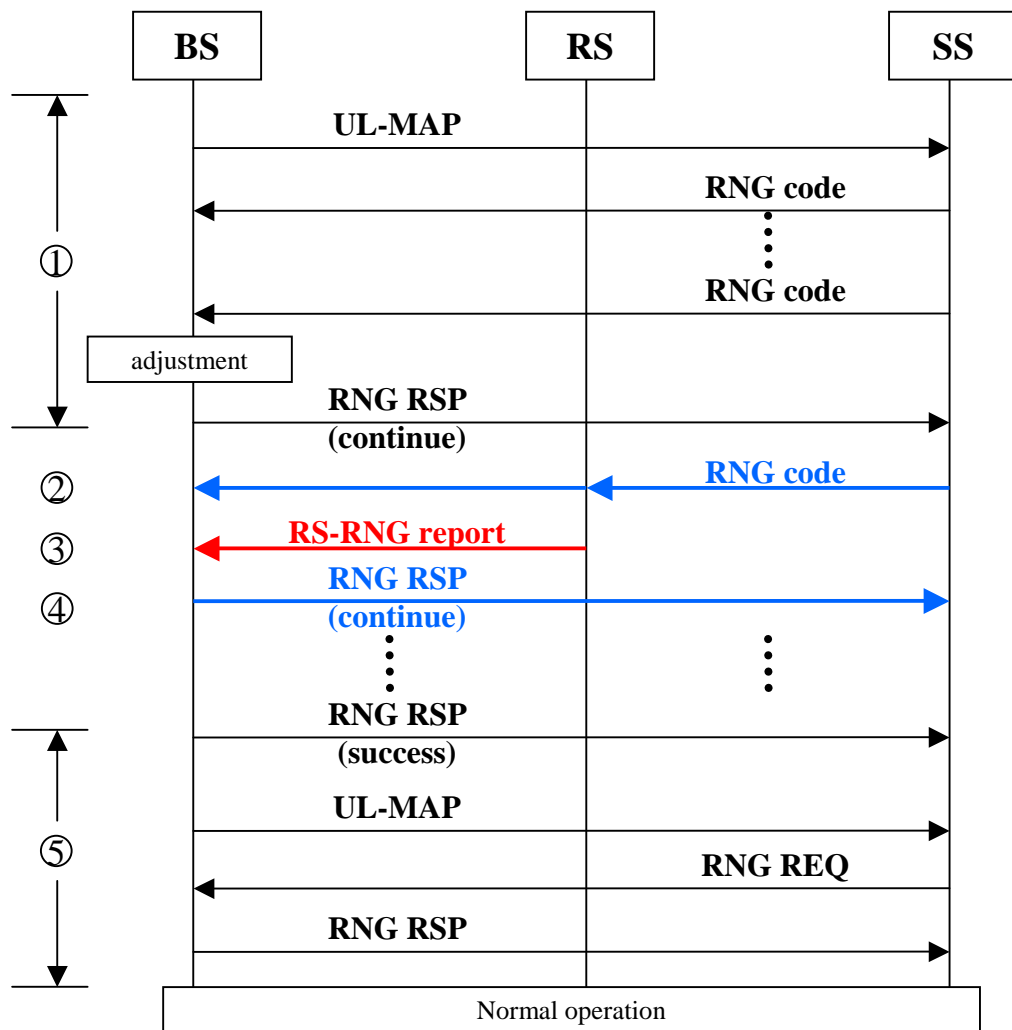 BS
RS
SS
UL-MAP
RNG code
①
RNG code
adjustment
RNG RSP
(continue)
②
RNG code
③
RS-RNG report
④
RNG RSP
(continue)
RNG RSP
(success)
UL-MAP
⑤
RNG REQ
RNG RSP
Normal operation